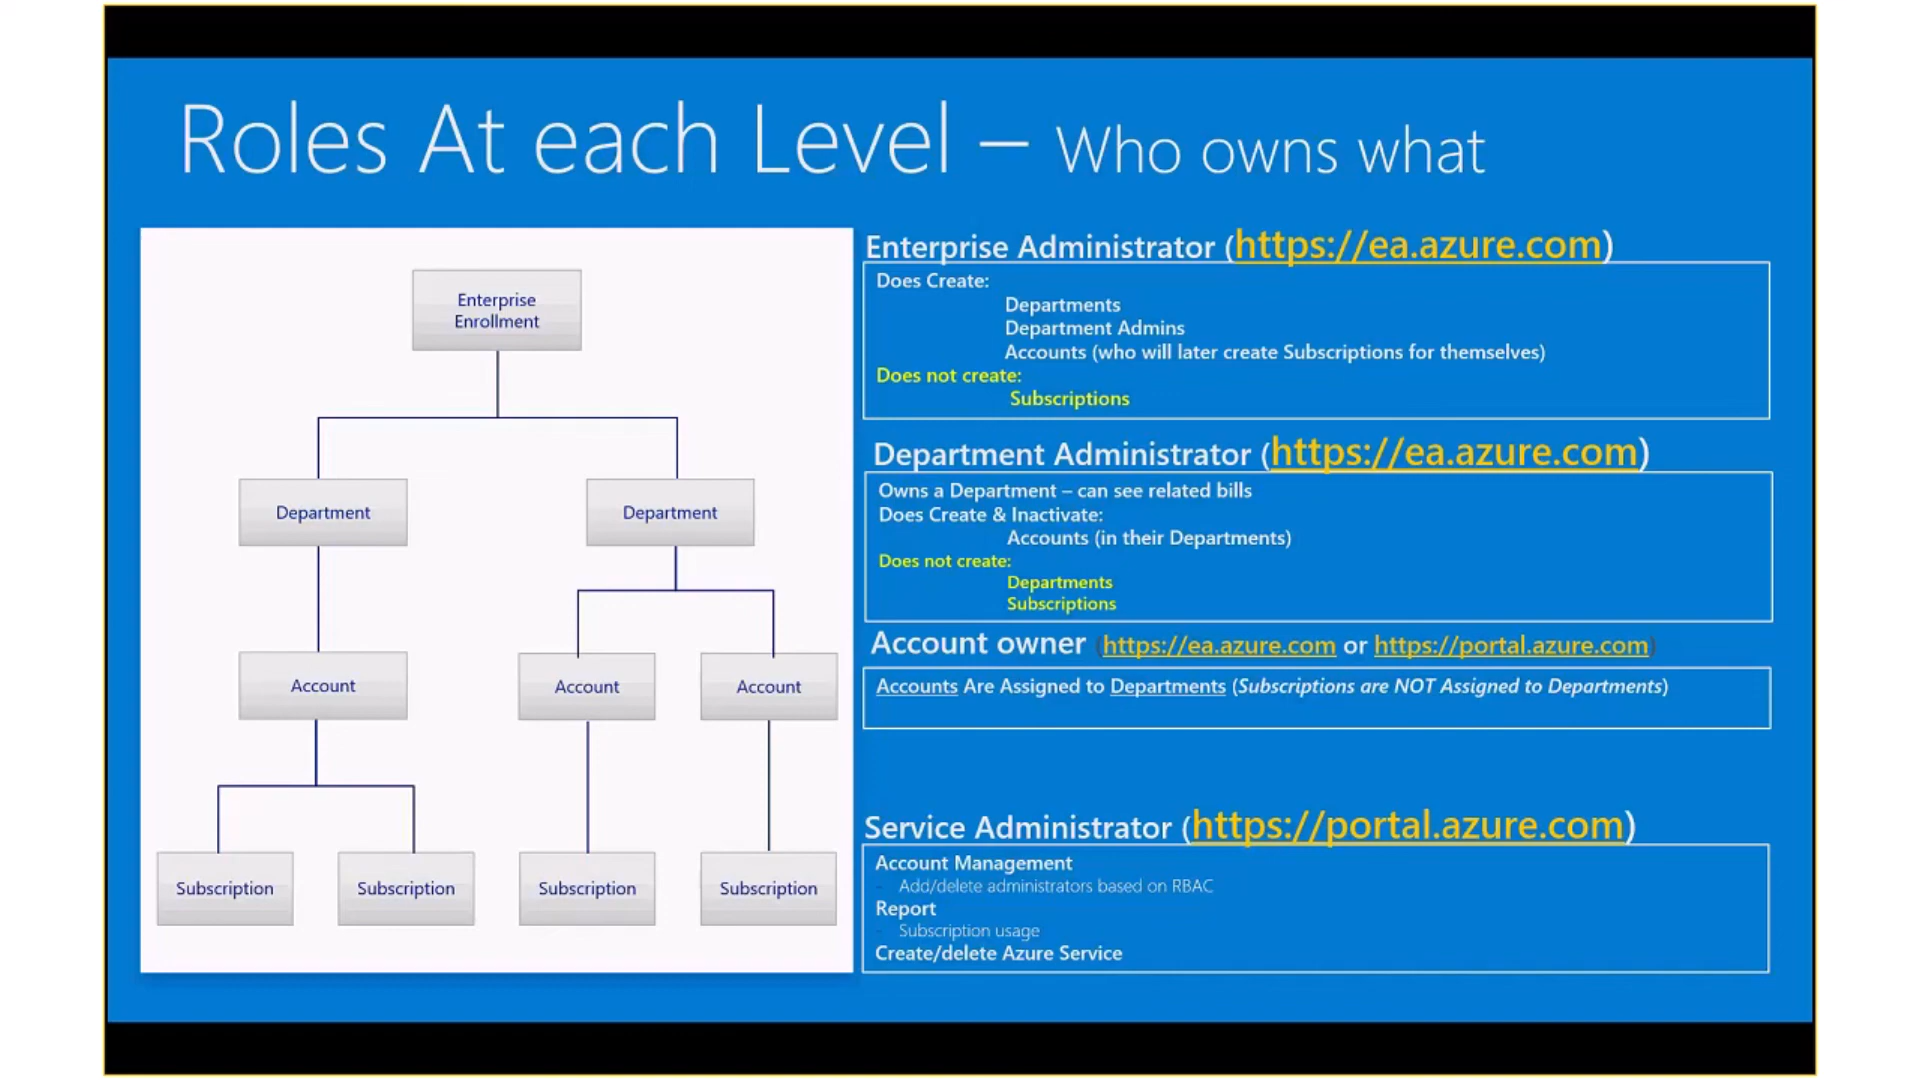 Roles At each Level – Who owns what
Enterprise
Enrollment
Department
Department
Account
Account
Account
Subscription
Subscription
Subscription
Subscription
Enterprise Administrator (https://ea.azure.com)
Does Create:
Departments
Department Admins
Accounts (who will later create Subscriptions for themselves)
Does not create:
Subscriptions
Department Administrator (https://ea.azure.com)
Owns a Department – can see related bills
Does Create & Inactivate:
Accounts (in their Departments)
Does not create:
Departments
Subscriptions
Account owner (https://ea.azure.com or https://portal.azure.com)
Accounts Are Assigned to Departments (Subscriptions are NOT Assigned to Departments)
Service Administrator (https://portal.azure.com)
Account Management
- Add/delete administrators based on RBAC
Report
- Subscription usage
Create/delete Azure Service